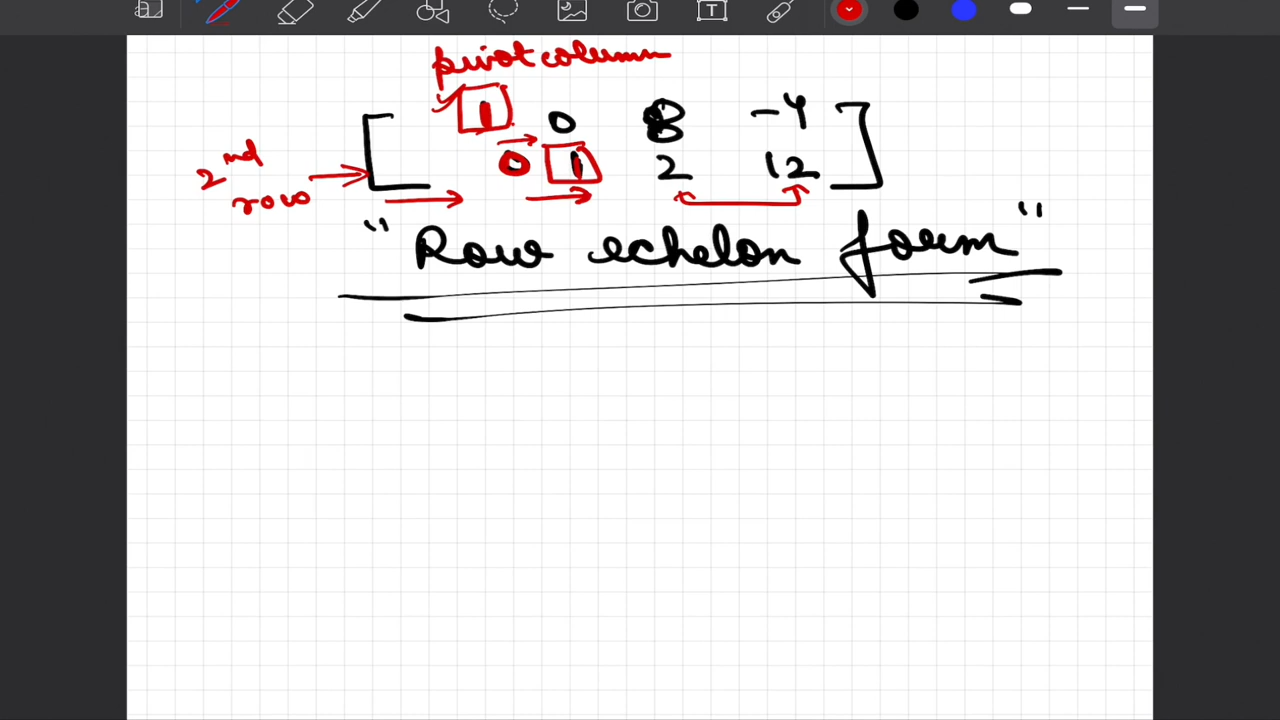 pivot column
1 0 8 -4
2nd row
0 1 2 12
"Row echelon form"